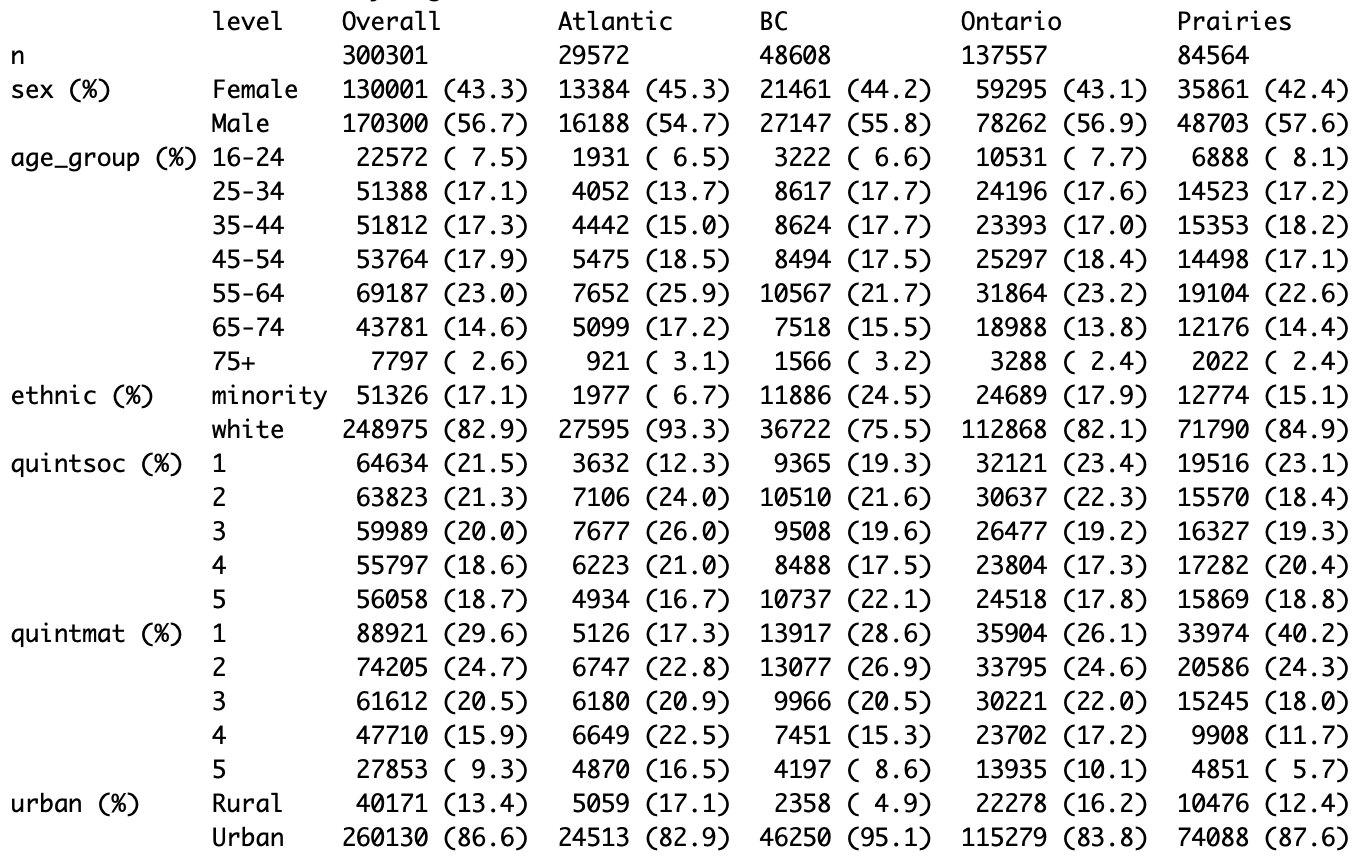 level Overall Atlantic BC Ontario Prairies
n 300301 29572 48608 137557 84564
sex (%) Female 130001 (43.3) 13384 (45.3) 21461 (44.2) 59295 (43.1) 35861 (42.4)
Male 170300 (56.7) 16188 (54.7) 27147 (55.8) 78262 (56.9) 48703 (57.6)
age_group (%) 16-24 22572 ( 7.5) 1931 ( 6.5) 3222 ( 6.6) 10531 ( 7.7) 6888 ( 8.1)
25-34 51388 (17.1) 4052 (13.7) 8617 (17.7) 24196 (17.6) 14523 (17.2)
35-44 51812 (17.3) 4442 (15.0) 8624 (17.7) 23393 (17.0) 15353 (18.2)
45-54 53764 (17.9) 5475 (18.5) 8494 (17.5) 25297 (18.4) 14498 (17.1)
55-64 69187 (23.0) 7652 (25.9) 10567 (21.7) 31864 (23.2) 19104 (22.6)
65-74 43781 (14.6) 5099 (17.2) 7518 (15.5) 18988 (13.8) 12176 (14.4)
75+ 7797 ( 2.6) 921 ( 3.1) 1566 ( 3.2) 3288 ( 2.4) 2022 ( 2.4)
ethnic (%) minority 51326 (17.1) 1977 ( 6.7) 11886 (24.5) 24689 (17.9) 12774 (15.1)
white 248975 (82.9) 27595 (93.3) 36722 (75.5) 112868 (82.1) 71790 (84.9)
quintsoc (%) 1 64634 (21.5) 3632 (12.3) 9365 (19.3) 32121 (23.4) 19516 (23.1)
2 63823 (21.3) 7106 (24.0) 10510 (21.6) 30637 (22.3) 15570 (18.4)
3 59989 (20.0) 7677 (26.0) 9508 (19.6) 26477 (19.2) 16327 (19.3)
4 55797 (18.6) 6223 (21.0) 8488 (17.5) 23804 (17.3) 17282 (20.4)
5 56058 (18.7) 4934 (16.7) 10737 (22.1) 24518 (17.8) 15869 (18.8)
quintmat (%) 1 88921 (29.6) 5126 (17.3) 13917 (28.6) 35904 (26.1) 33974 (40.2)
2 74205 (24.7) 6747 (22.8) 13077 (26.9) 33795 (24.6) 20586 (24.3)
3 61612 (20.5) 6180 (20.9) 9966 (20.5) 30221 (22.0) 15245 (18.0)
4 47710 (15.9) 6649 (22.5) 7451 (15.3) 23702 (17.2) 9908 (11.7)
5 27853 ( 9.3) 4870 (16.5) 4197 ( 8.6) 13935 (10.1) 4851 ( 5.7)
urban (%) Rural 40171 (13.4) 5059 (17.1) 2358 ( 4.9) 22278 (16.2) 10476 (12.4)
Urban 260130 (86.6) 24513 (82.9) 46250 (95.1) 115279 (83.8) 74088 (87.6)